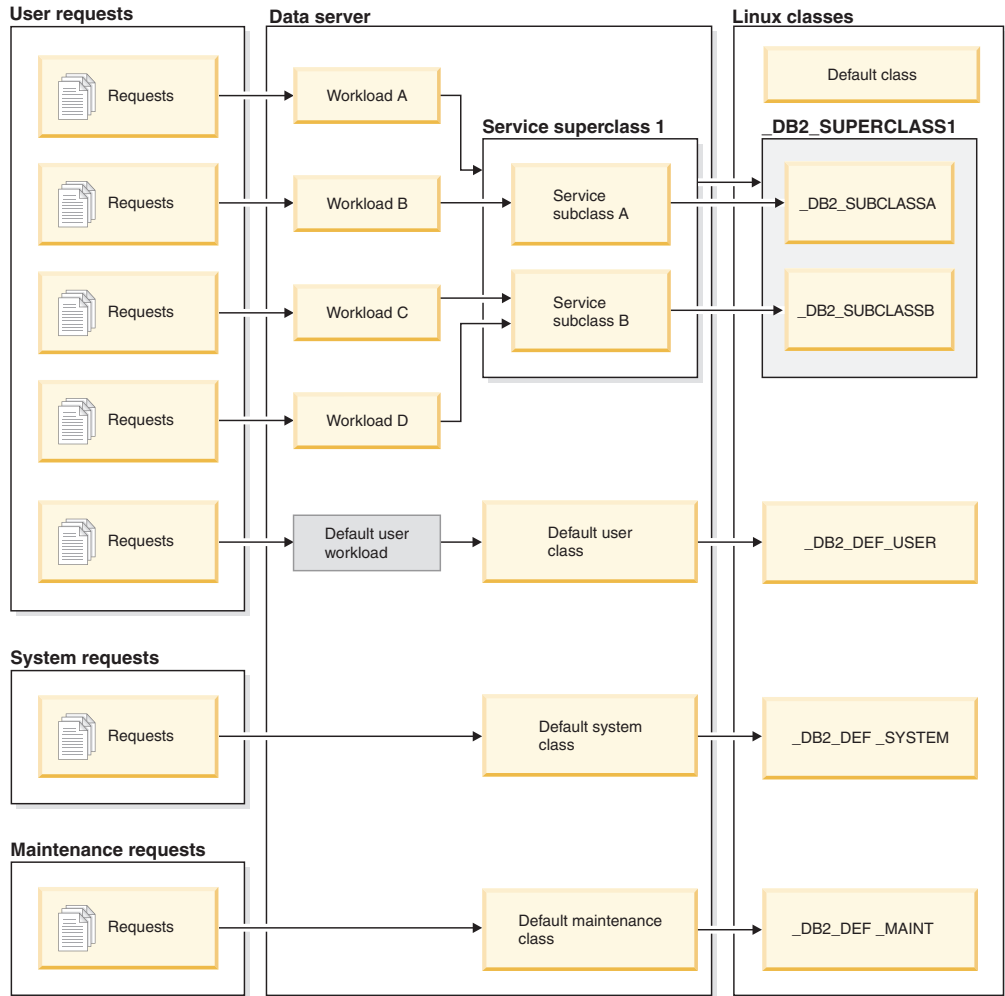 User requests
Data server
Linux classes
Default class
Requests
Workload A
Service superclass 1
_DB2_SUPERCLASS1
Requests
Workload B
Service
subclass A
_DB2_SUBCLASSA
Requests
Workload C
Service
subclass B
_DB2_SUBCLASSB
Requests
Workload D
Requests
Default user
workload
Default user
class
_DB2_DEF_USER
System requests
Requests
Default system
class
_DB2_DEF _SYSTEM
Maintenance requests
Requests
Default maintenance
class
_DB2_DEF _MAINT